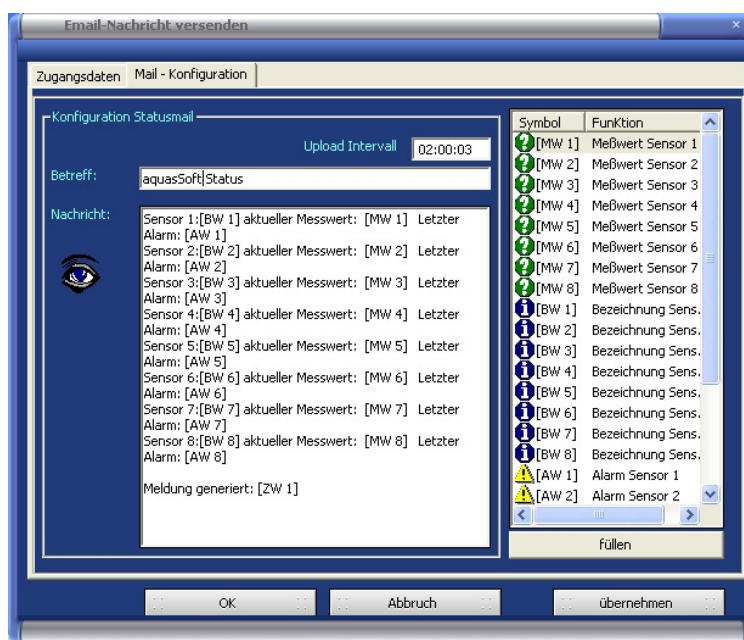 Email-Nachricht versenden
Zugangsdaten Mail - Konfiguration
Konfiguration Statusmail
Upload Intervall 02:00:03
Betreff: aquasSoft|Status
Nachricht:
Sensor 1:[BW 1] aktueller Messwert: [MW 1] Letzter
Alarm: [AW 1]
Sensor 2:[BW 2] aktueller Messwert: [MW 2] Letzter
Alarm: [AW 2]
Sensor 3:[BW 3] aktueller Messwert: [MW 3] Letzter
Alarm: [AW 3]
Sensor 4:[BW 4] aktueller Messwert: [MW 4] Letzter
Alarm: [AW 4]
Sensor 5:[BW 5] aktueller Messwert: [MW 5] Letzter
Alarm: [AW 5]
Sensor 6:[BW 6] aktueller Messwert: [MW 6] Letzter
Alarm: [AW 6]
Sensor 7:[BW 7] aktueller Messwert: [MW 7] Letzter
Alarm: [AW 7]
Sensor 8:[BW 8] aktueller Messwert: [MW 8] Letzter
Alarm: [AW 8]
Meldung generiert: [ZW 1]
Symbol FunKtion
[MW 1] Meßwert Sensor 1
[MW 2] Meßwert Sensor 2
[MW 3] Meßwert Sensor 3
[MW 4] Meßwert Sensor 4
[MW 5] Meßwert Sensor 5
[MW 6] Meßwert Sensor 6
[MW 7] Meßwert Sensor 7
[MW 8] Meßwert Sensor 8
[BW 1] Bezeichnung Sens.
[BW 2] Bezeichnung Sens.
[BW 3] Bezeichnung Sens.
[BW 4] Bezeichnung Sens.
[BW 5] Bezeichnung Sens.
[BW 6] Bezeichnung Sens.
[BW 7] Bezeichnung Sens.
[BW 8] Bezeichnung Sens.
[AW 1] Alarm Sensor 1
[AW 2] Alarm Sensor 2
füllen
OK Abbruch übernehmen